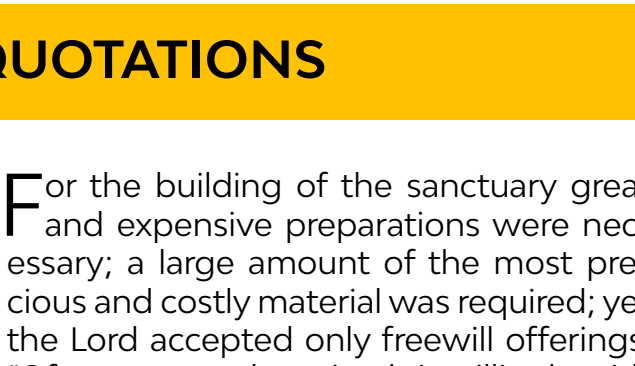 QUOTATIONS
For the building of the sanctuary grea
and expensive preparations were nec
essary; a large amount of the most pre
cious and costly material was required; ye
the Lord accepted only freewill offerings